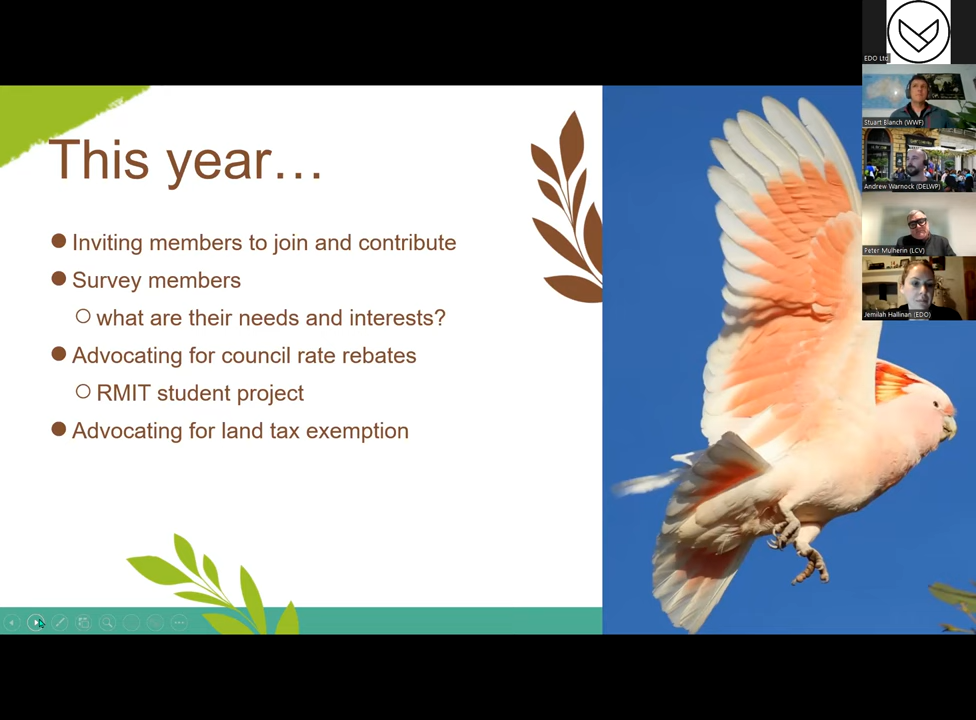 This year…
Inviting members to join and contribute
Survey members
what are their needs and interests?
Advocating for council rate rebates
RMIT student project
Advocating for land tax exemption
EDO Ltd
Stuart Blanch (WWF)
Andrew Warnock (DELWP)
Peter Mulherin (LCV)
Jemilah Hallinan (EDO)